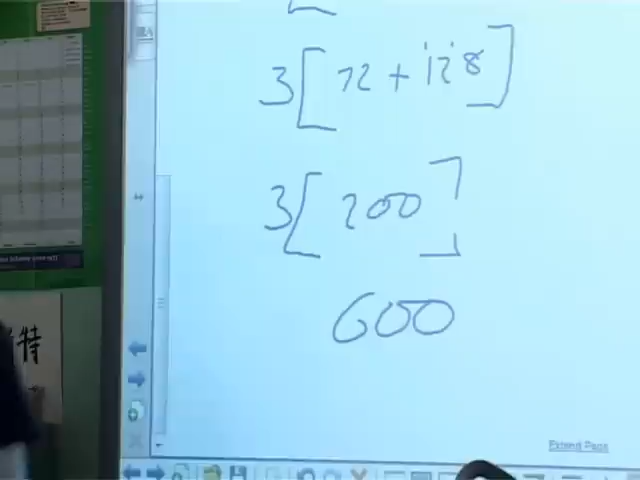 3[72+128]
3[200]
600
Extend Page
特